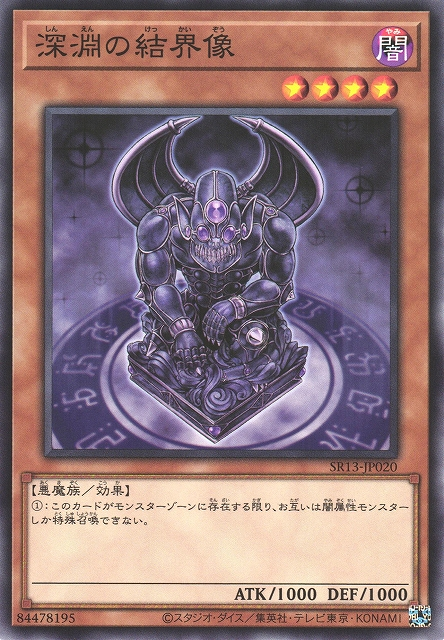 深淵の結界像
闇
SR13-JP020
【悪魔族／効果】
①：このカードがモンスターゾーンに存在する限り、お互いは闇属性モンスター
しか特殊召喚できない。
ATK/1000 DEF/1000
84478195
©スタジオ・ダイス／集英社・テレビ東京・KONAMI